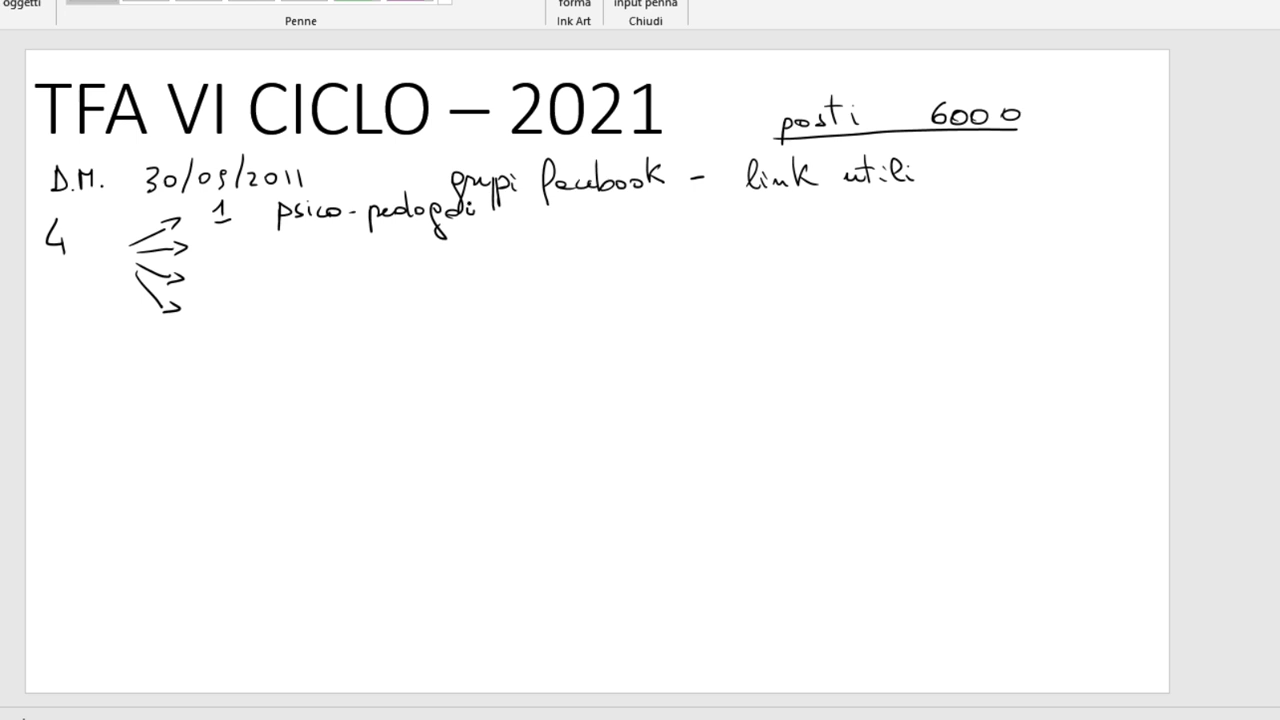 oggetti
Penne
forma
Ink Art
input penna
Chiudi
TFA VI CICLO – 2021
posti 6000
D.M. 30/09/2011
gruppi facebook - link utili
4
1 psico-pedogai